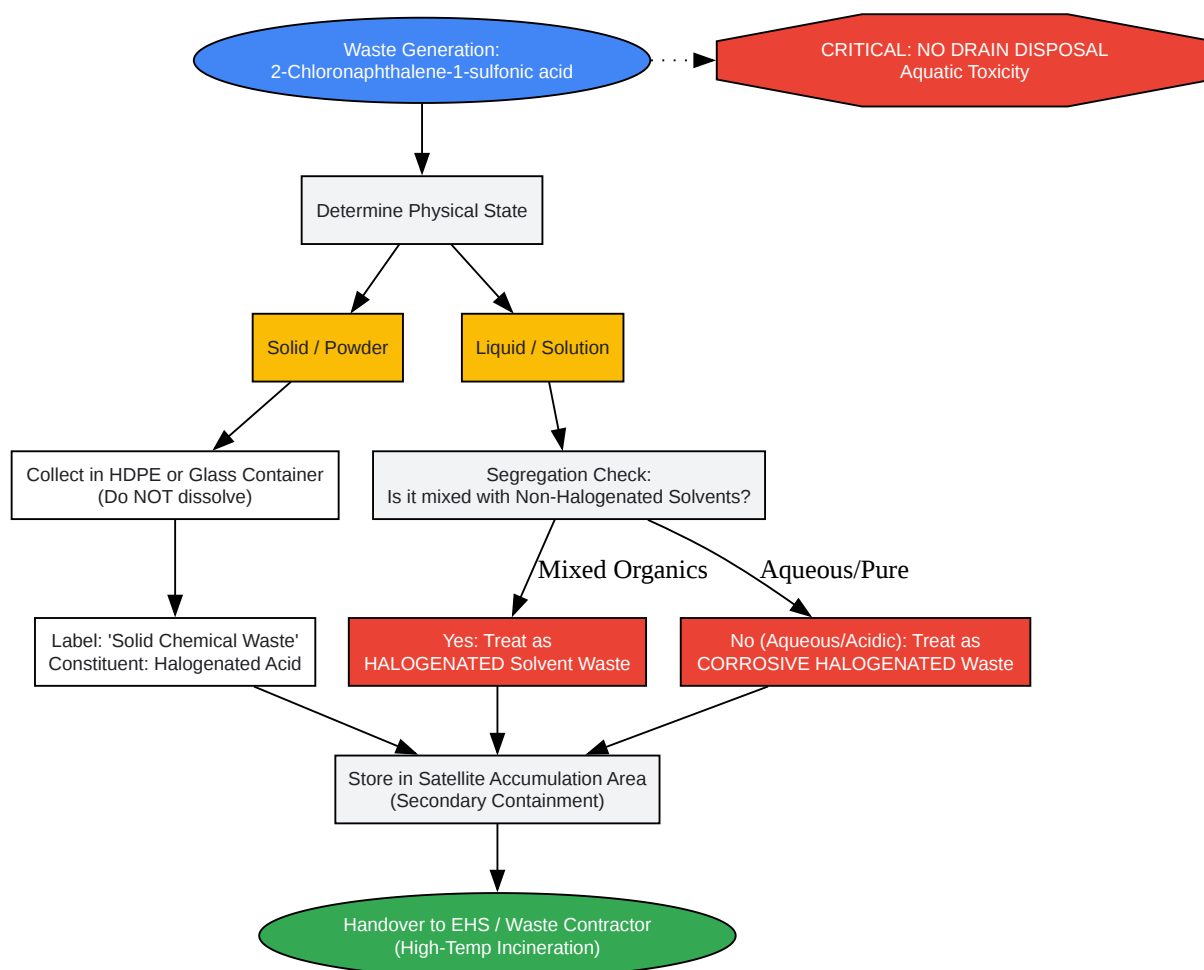 Waste Generation:
2-Chloronaphthalene-1-sulfonic acid
CRITICAL: NO DRAIN DISPOSAL
Aquatic Toxicity
Determine Physical State
Solid / Powder
Liquid / Solution
Collect in HDPE or Glass Container
(Do NOT dissolve)
Segregation Check:
Is it mixed with Non-Halogenated Solvents?
Mixed Organics
Aqueous/Pure
Label: 'Solid Chemical Waste'
Constituent: Halogenated Acid
Yes: Treat as
HALOGENATED Solvent Waste
No (Aqueous/Acidic): Treat as
CORROSIVE HALOGENATED Waste
Store in Satellite Accumulation Area
(Secondary Containment)
Handover to EHS / Waste Contractor
(High-Temp Incineration)